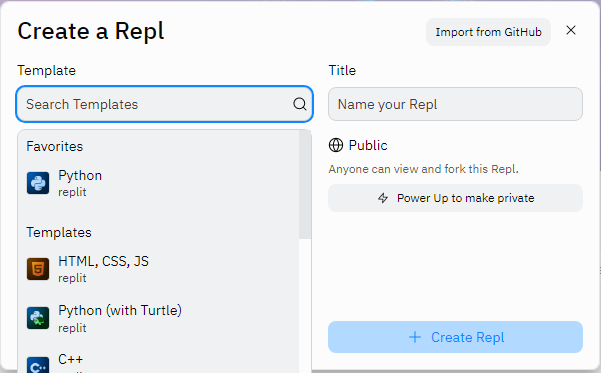 Create a Repl
Import from GitHub
Template
Search Templates
Favorites
Python
replit
Templates
HTML, CSS, JS
replit
Python (with Turtle)
replit
C++
Title
Name your Repl
Public
Anyone can view and fork this Repl.
Power Up to make private
Create Repl